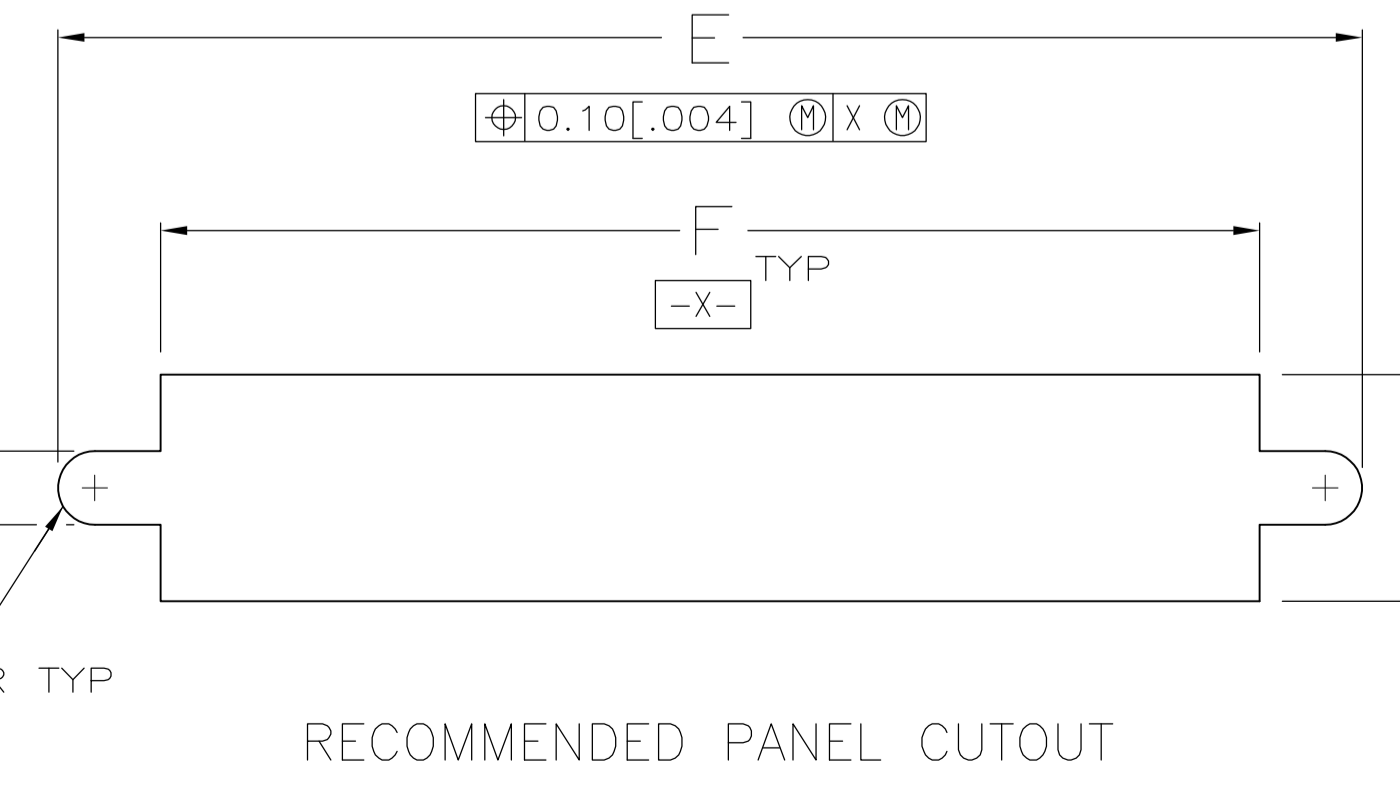 E
⌖ 0.10[.004] Ⓜ X Ⓜ
F
TYP
-X-
R TYP
RECOMMENDED PANEL CUTOUT